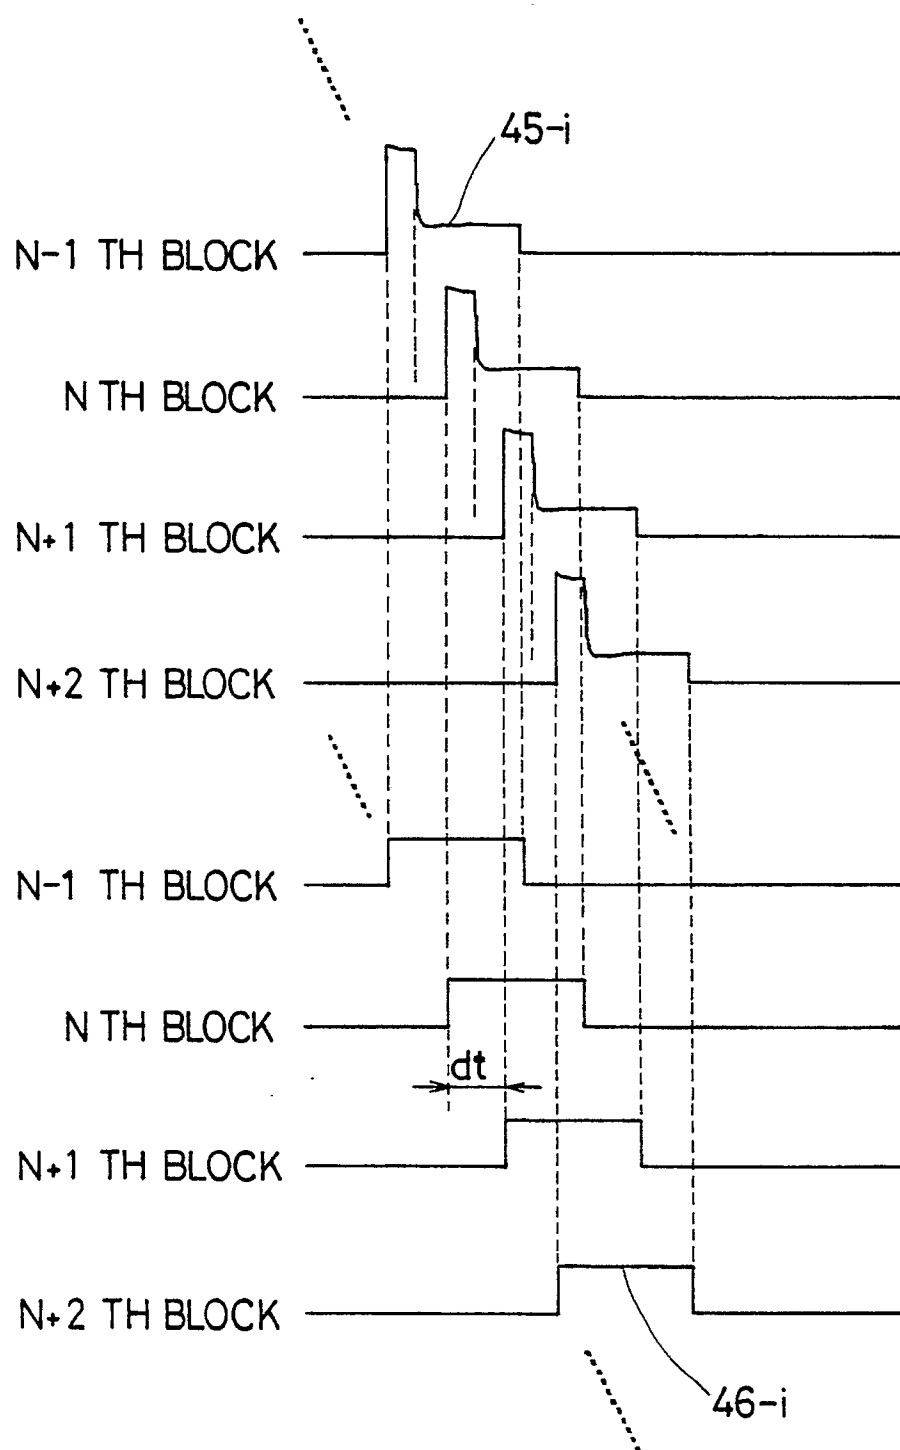 45-i
N-1 TH BLOCK
N TH BLOCK
N+1 TH BLOCK
N+2 TH BLOCK
N-1 TH BLOCK
N TH BLOCK
dt
N+1 TH BLOCK
N+2 TH BLOCK
46-i